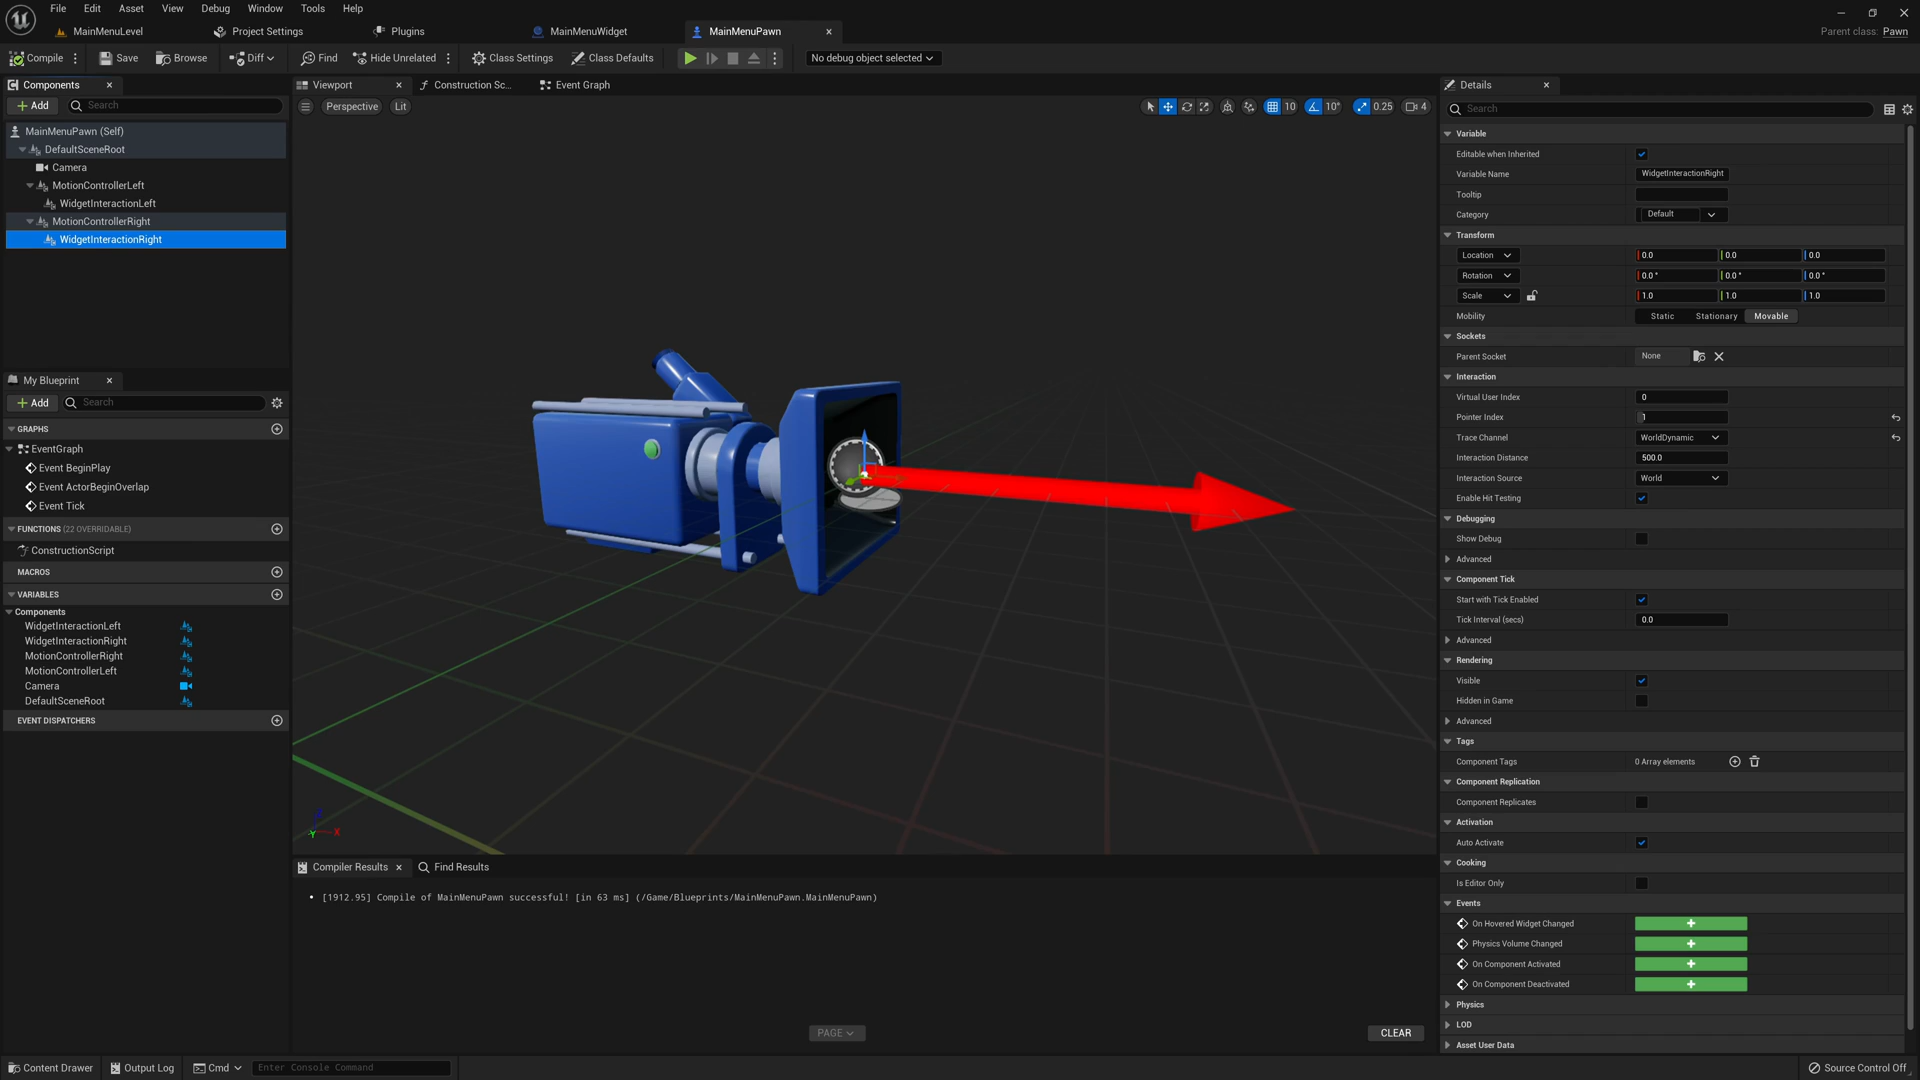 File Edit Asset View Debug Window Tools Help
MainMenuLevel Project Settings Plugins MainMenuWidget MainMenuPawn
Parent class: Pawn
Compile Save Browse Diff Find Hide Unrelated Class Settings Class Defaults No debug object selected
Components
Add Search
MainMenuPawn (Self)
DefaultSceneRoot
Camera
MotionControllerLeft
WidgetInteractionLeft
MotionControllerRight
WidgetInteractionRight
My Blueprint
Add Search
GRAPHS
EventGraph
Event BeginPlay
Event ActorBeginOverlap
Event Tick
FUNCTIONS (22 OVERRIDABLE)
ConstructionScript
MACROS
VARIABLES
Components
WidgetInteractionLeft
WidgetInteractionRight
MotionControllerRight
MotionControllerLeft
Camera
DefaultSceneRoot
EVENT DISPATCHERS
Viewport Construction Sc... Event Graph
Perspective Lit 10 10° 0.25 4
Z
Y X
Compiler Results Find Results
• [1912.95] Compile of MainMenuPawn successful! [in 63 ms] (/Game/Blueprints/MainMenuPawn.MainMenuPawn)
PAGE CLEAR
Details
Search
Variable
Editable when Inherited
Variable Name WidgetInteractionRight
Tooltip
Category Default
Transform
Location 0.0 0.0 0.0
Rotation 0.0 ° 0.0 ° 0.0 °
Scale 1.0 1.0 1.0
Mobility Static Stationary Movable
Sockets
Parent Socket None
Interaction
Virtual User Index 0
Pointer Index 1
Trace Channel WorldDynamic
Interaction Distance 500.0
Interaction Source World
Enable Hit Testing
Debugging
Show Debug
Advanced
Component Tick
Start with Tick Enabled
Tick Interval (secs) 0.0
Advanced
Rendering
Visible
Hidden in Game
Advanced
Tags
Component Tags 0 Array elements
Component Replication
Component Replicates
Activation
Auto Activate
Cooking
Is Editor Only
Events
On Hovered Widget Changed
Physics Volume Changed
On Component Activated
On Component Deactivated
Physics
LOD
Asset User Data
Content Drawer Output Log Cmd Enter Console Command Source Control Off